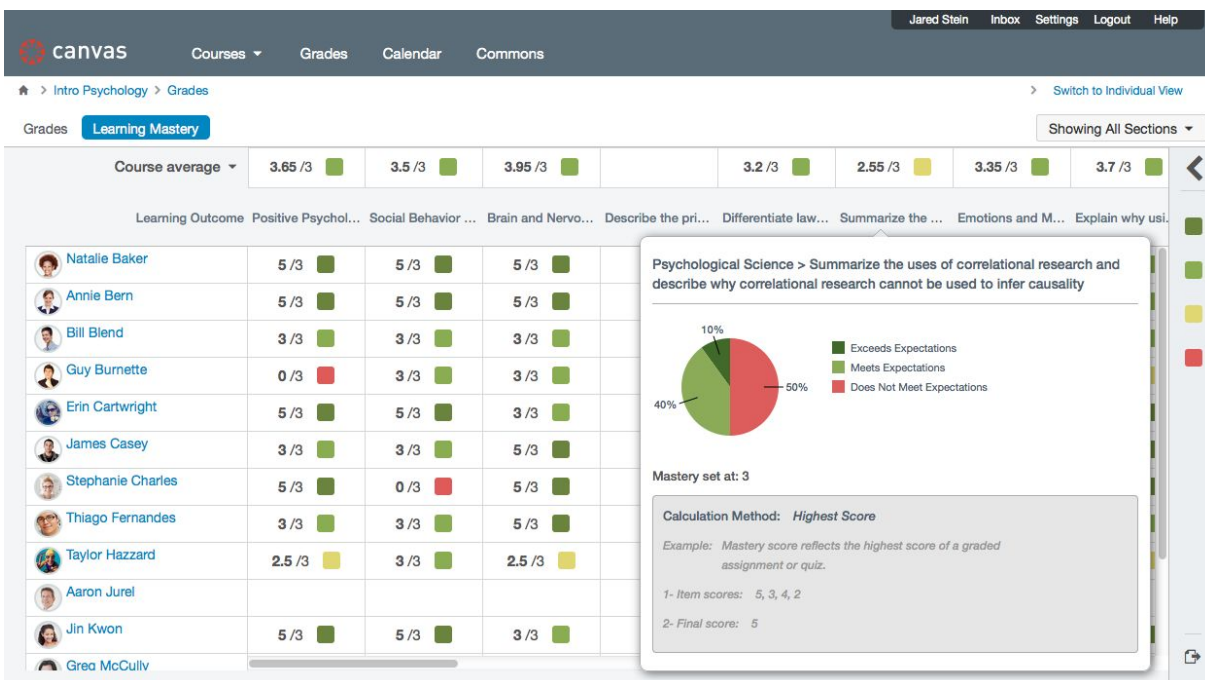 Jared Stein Inbox Settings Logout Help
canvas Courses Grades Calendar Commons
> Intro Psychology > Grades
> Switch to Individual View
Grades Learning Mastery Showing All Sections
Course average 3.65 /3 3.5 /3 3.95 /3 3.2 /3 2.55 /3 3.35 /3 3.7 /3
Learning Outcome Positive Psychol... Social Behavior ... Brain and Nervo... Describe the pri... Differentiate law... Summarize the ... Emotions and M... Explain why usi.
Natalie Baker 5 /3 5 /3 5 /3
Annie Bern 5 /3 5 /3 5 /3
Bill Blend 3 /3 3 /3 3 /3
Guy Burnette 0 /3 3 /3 3 /3
Erin Cartwright 5 /3 5 /3 3 /3
James Casey 3 /3 3 /3 5 /3
Stephanie Charles 5 /3 0 /3 5 /3
Thiago Fernandes 3 /3 3 /3 5 /3
Taylor Hazzard 2.5 /3 3 /3 2.5 /3
Aaron Jurel
Jin Kwon 5 /3 5 /3 3 /3
Greg McCully
Psychological Science > Summarize the uses of correlational research and
describe why correlational research cannot be used to infer causality
10%
40%
50%
Exceeds Expectations
Meets Expectations
Does Not Meet Expectations
Mastery set at: 3
Calculation Method: Highest Score
Example: Mastery score reflects the highest score of a graded
assignment or quiz.
1- Item scores: 5, 3, 4, 2
2- Final score: 5